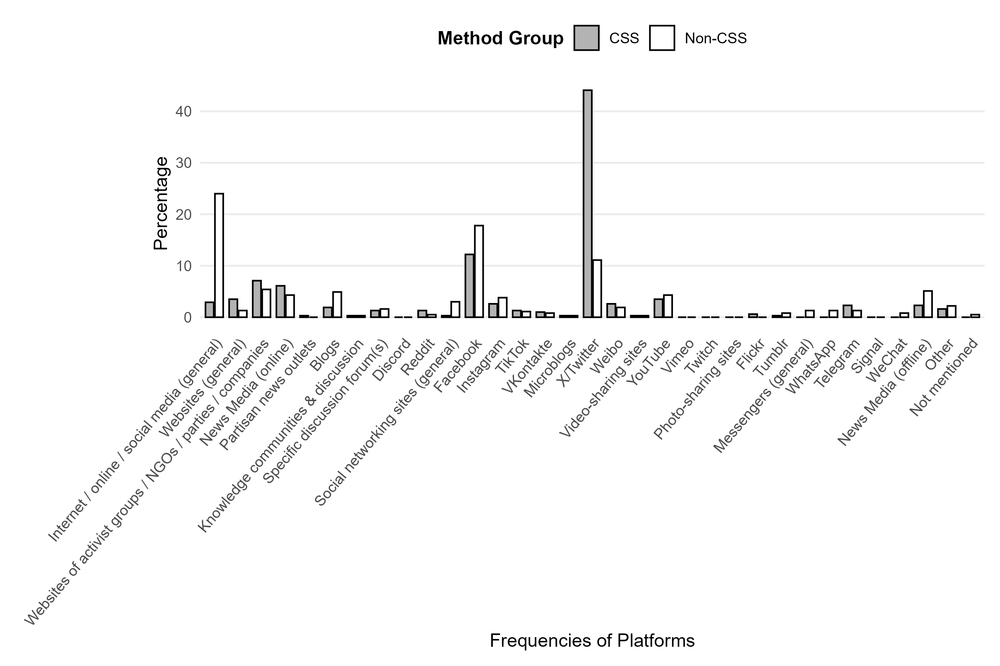 Method Group CSS Non-CSS
Percentage
40
30
20
10
0
Internet / online / social media (general)
Websites (general)
Websites of activist groups / NGOs / parties / companies
News Media (online)
Partisan news outlets
Blogs
Knowledge communities & discussion
Specific discussion forum(s)
Discord
Reddit
Social networking sites (general)
Facebook
Instagram
TikTok
VKontakte
Microblogs
X/Twitter
Weibo
Video-sharing sites
YouTube
Vimeo
Twitch
Photo-sharing sites
Flickr
Tumblr
Messengers (general)
WhatsApp
Telegram
Signal
WeChat
News Media (offline)
Other
Not mentioned
Frequencies of Platforms